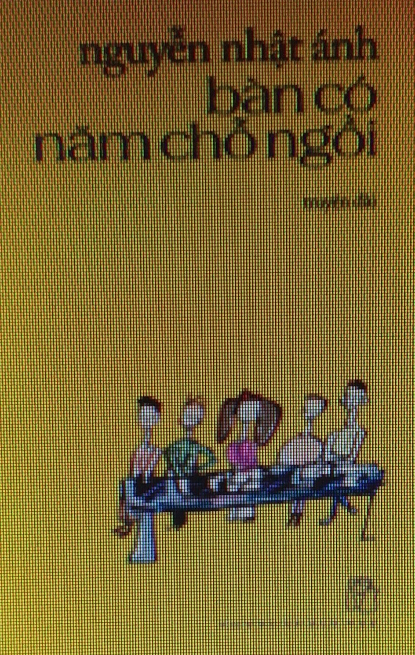 nguyễn nhật ánh
bàn có
năm chỗ ngồi
truyện dài